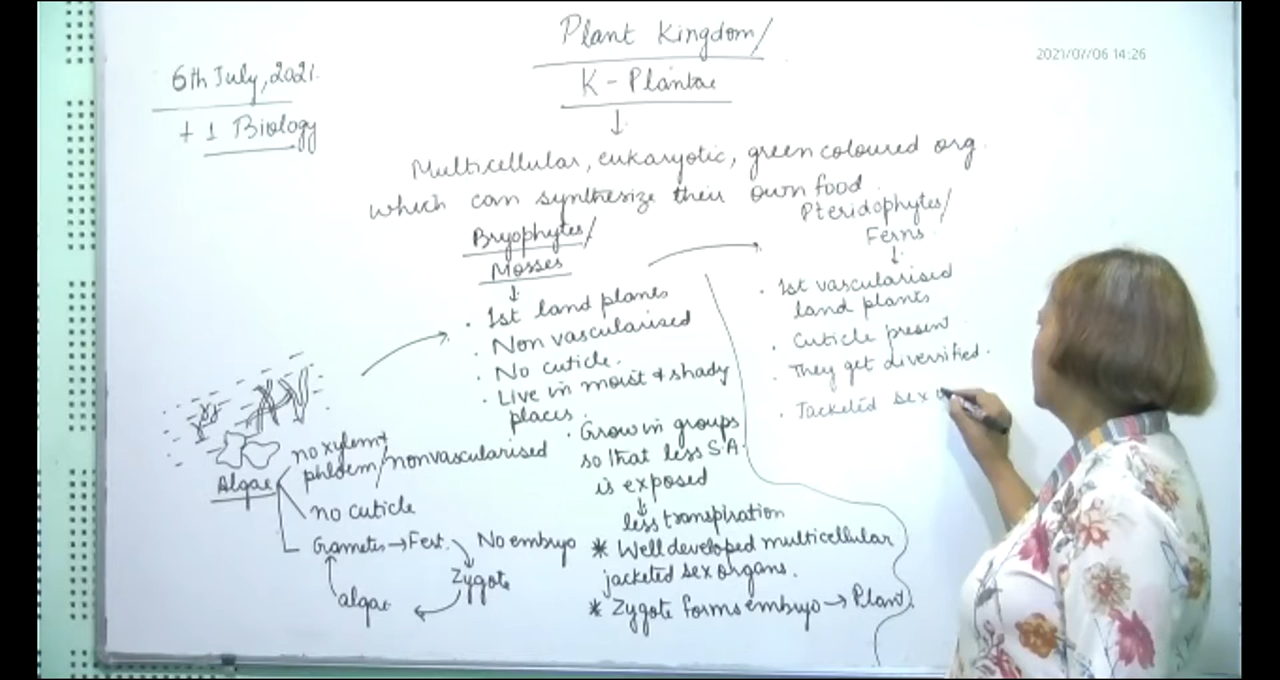 Plant Kingdom/
K - Plantae
2021/07/06 14:26
6th July, 2021.
+ 1 Biology
↓
Multicellular, eukaryotic, green coloured org.
which can synthesize their own food
Algae
no xylem +
phloem/nonvascularised
no cuticle
Gametes → Fert. No embyo
Zygote
algae
Bryophytes/
Mosses
↓
· 1st land plants
· Non vascularised
· No cuticle.
· Live in moist & shady
places.
· Grow in groups
so that less S.A.
is exposed
↓
less transpiration
* Well developed multicellular
jacketed sex organs.
* Zygote forms embryo → Plant.
Pteridophytes/
Ferns
↓
· 1st vascularised
land plants
· Cuticle present
· They get diversified.
· Jacketed sex